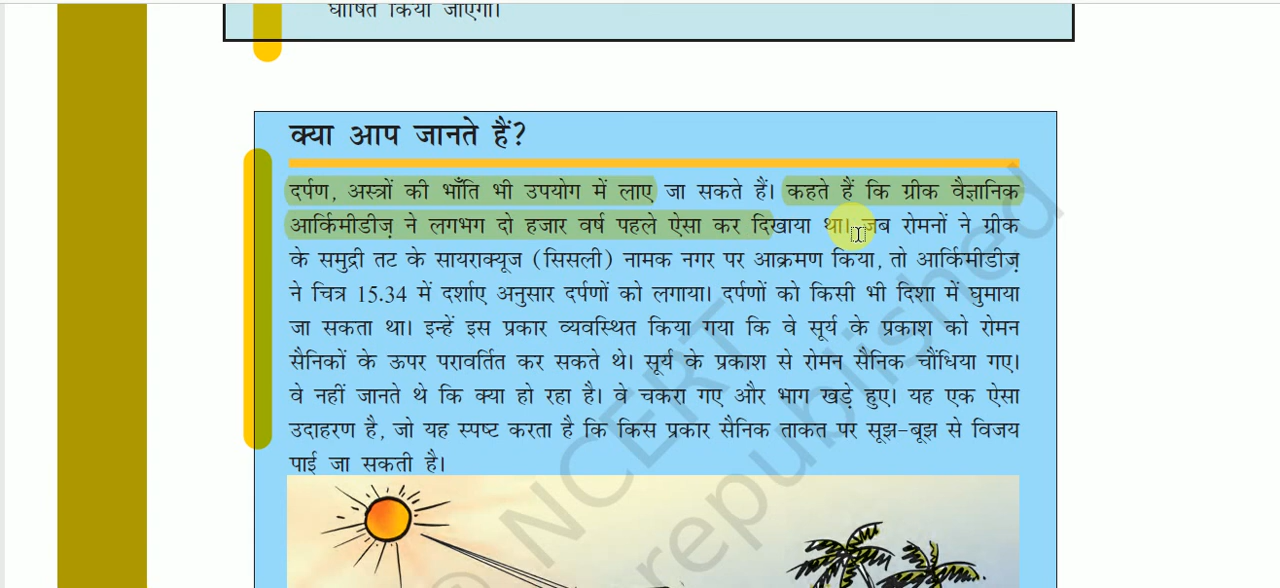 घोषित किया जाएगा।
क्या आप जानते हैं?
दर्पण, अस्त्रों की भाँति भी उपयोग में लाए जा सकते हैं। कहते हैं कि ग्रीक वैज्ञानिक
आर्किमीडीज़ ने लगभग दो हजार वर्ष पहले ऐसा कर दिखाया था। जब रोमनों ने ग्रीक
के समुद्री तट के सायराक्यूज (सिसली) नामक नगर पर आक्रमण किया, तो आर्किमीडीज़
ने चित्र 15.34 में दर्शाए अनुसार दर्पणों को लगाया। दर्पणों को किसी भी दिशा में घुमाया
जा सकता था। इन्हें इस प्रकार व्यवस्थित किया गया कि वे सूर्य के प्रकाश को रोमन
सैनिकों के ऊपर परावर्तित कर सकते थे। सूर्य के प्रकाश से रोमन सैनिक चौंधिया गए।
वे नहीं जानते थे कि क्या हो रहा है। वे चकरा गए और भाग खड़े हुए। यह एक ऐसा
उदाहरण है, जो यह स्पष्ट करता है कि किस प्रकार सैनिक ताकत पर सूझ-बूझ से विजय
पाई जा सकती है।
© NCERT
republished